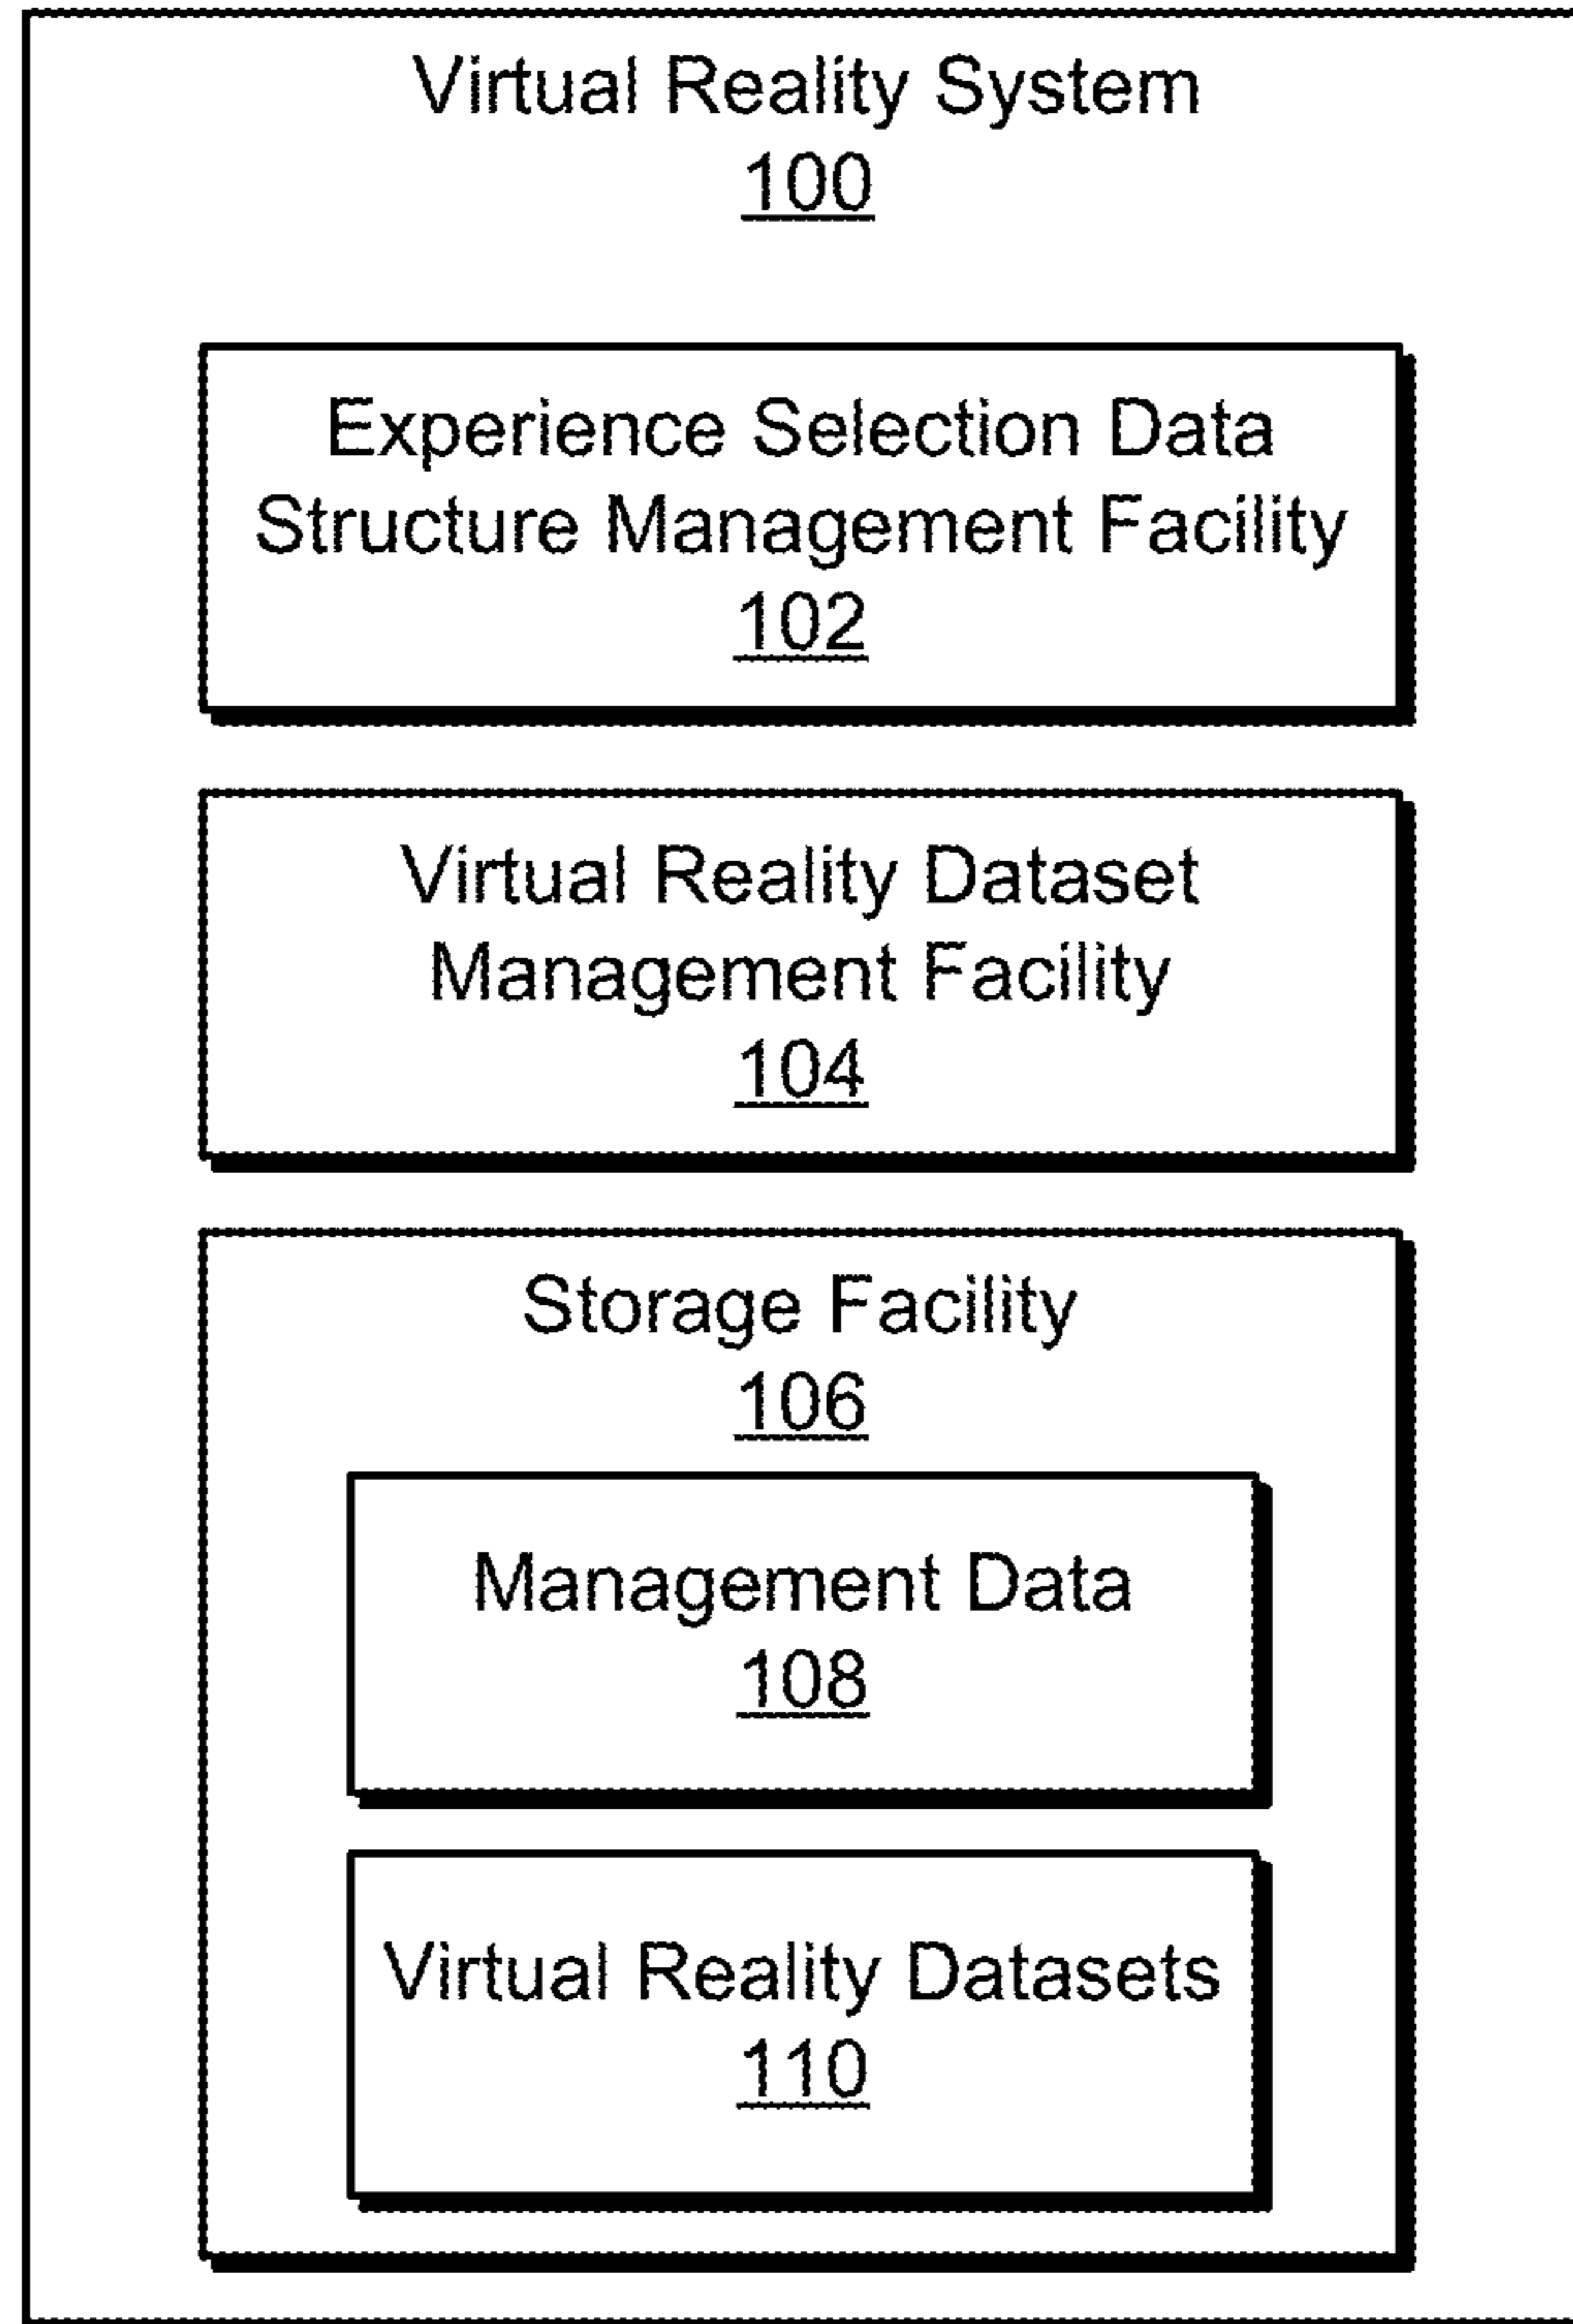 Virtual Reality System
100
Experience Selection Data
Structure Management Facility
102
Virtual Reality Dataset
Management Facility
104
Storage Facility
106
Management Data
108
Virtual Reality Datasets
110